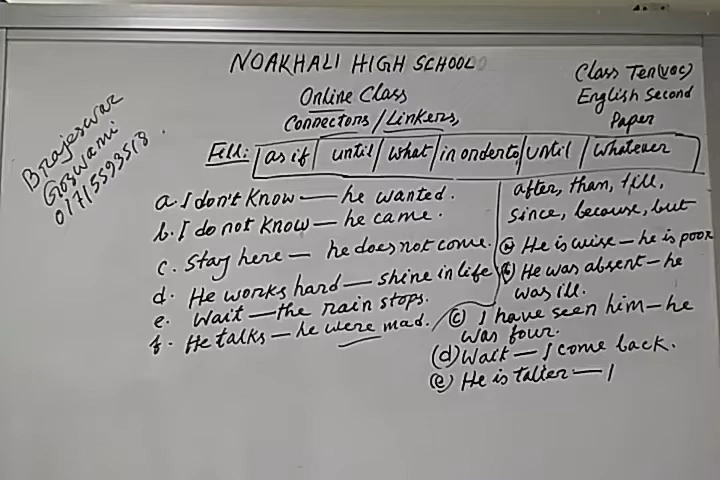 NOAKHALI HIGH SCHOOL
Online Class
Connectors / Linkers,
Class Ten (VOC)
English Second
Paper
Brajeswar
Goswami
01715593518
Fill: as if / until / what / in order to / until / whatever
a. I don't know — he wanted.
b. I do not know — he came.
c. Stay here — he does not come.
d. He works hard — shine in life
e. Wait — the rain stops.
f. He talks — he were mad.
after, than, till,
since, because, but
(a) He is wise — he is poor
(b) He was absent — he
was ill.
(c) I have seen him — he
was four.
(d) Wait — I come back.
(e) He is taller — I